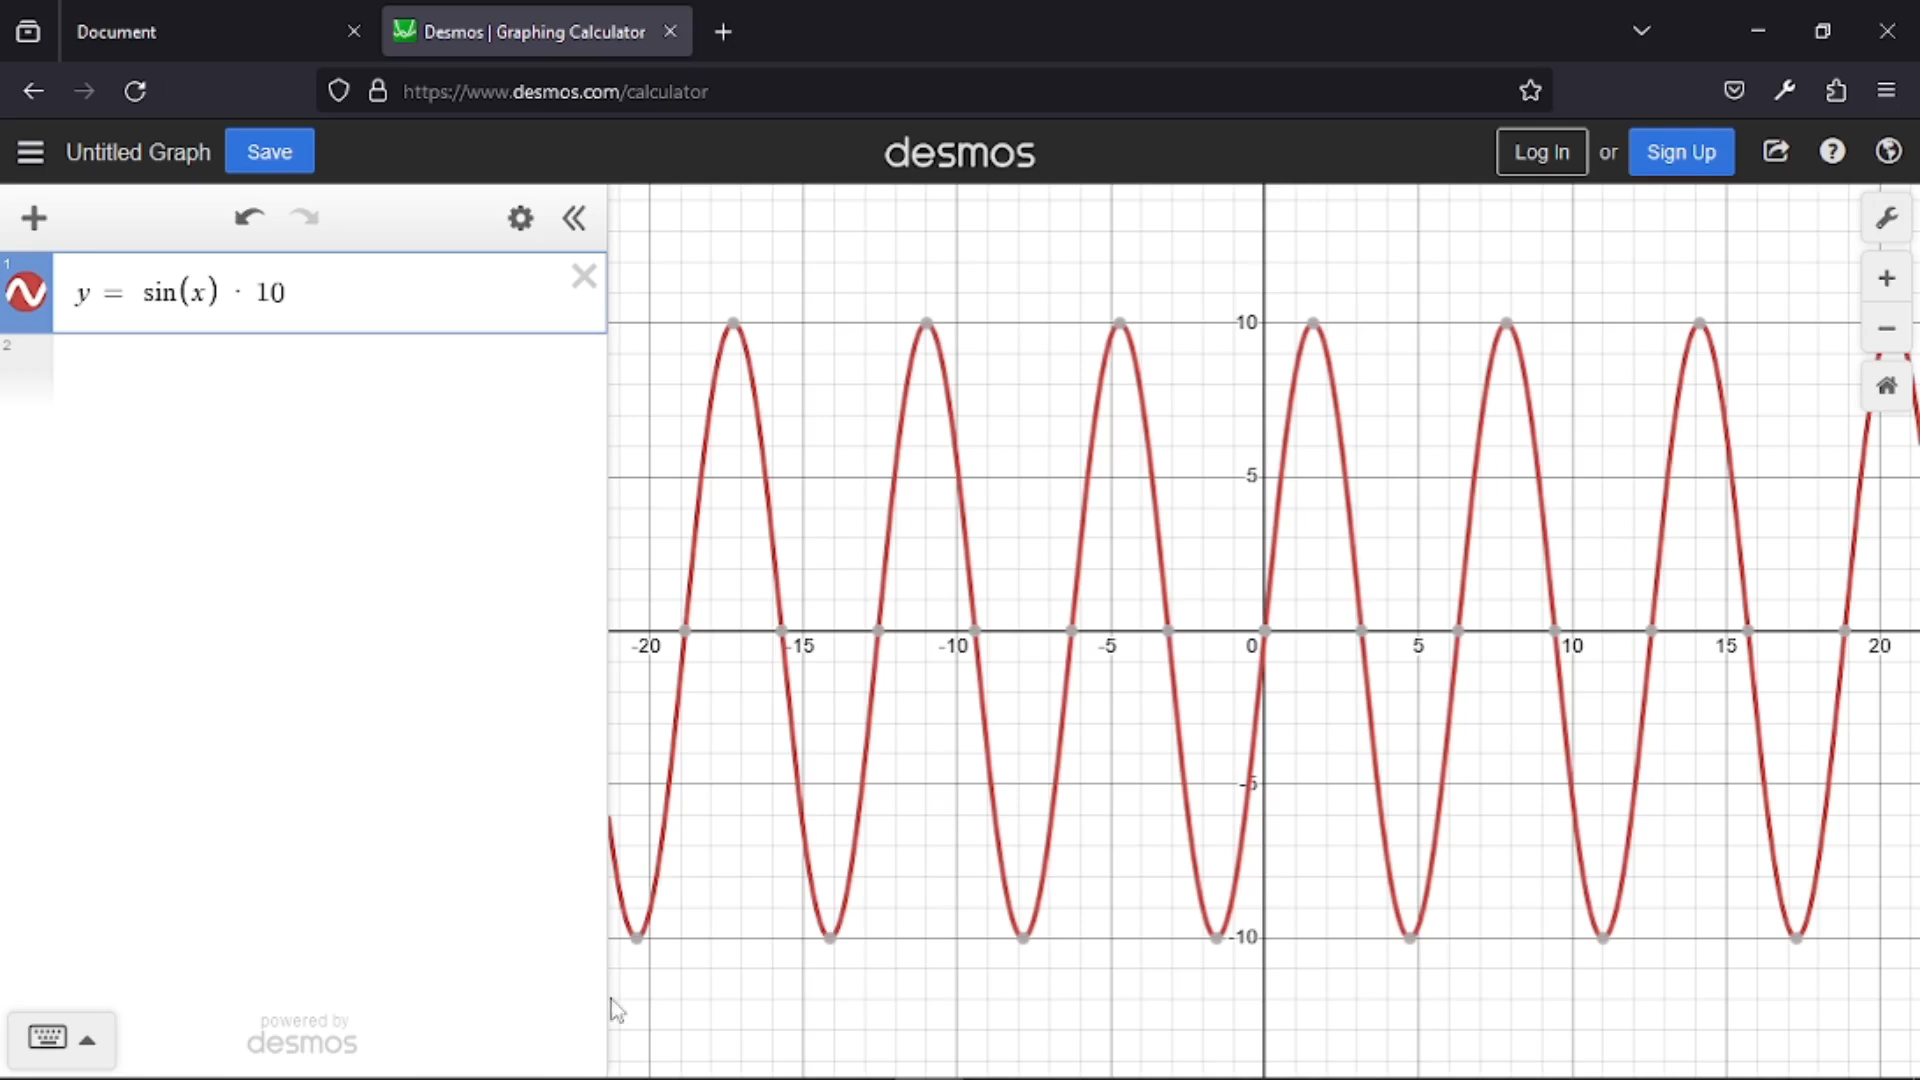 Document
Desmos | Graphing Calculator
https://www.desmos.com/calculator
Untitled Graph
Save
desmos
Log In
or
Sign Up
1
y = sin(x) · 10
2
10
5
-20
-15
-10
-5
0
5
10
15
20
-5
-10
powered by
desmos